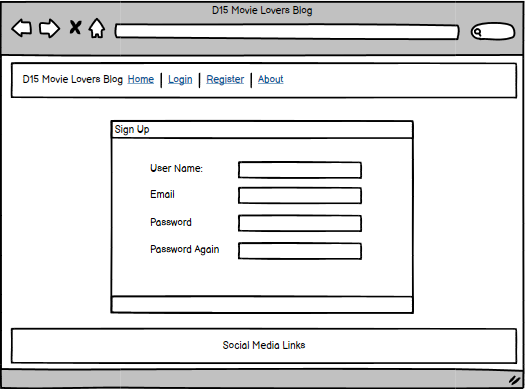 D15 Movie Lovers Blog
D15 Movie Lovers Blog Home Login Register About
Sign Up
User Name:
Email
Password
Password Again
Social Media Links